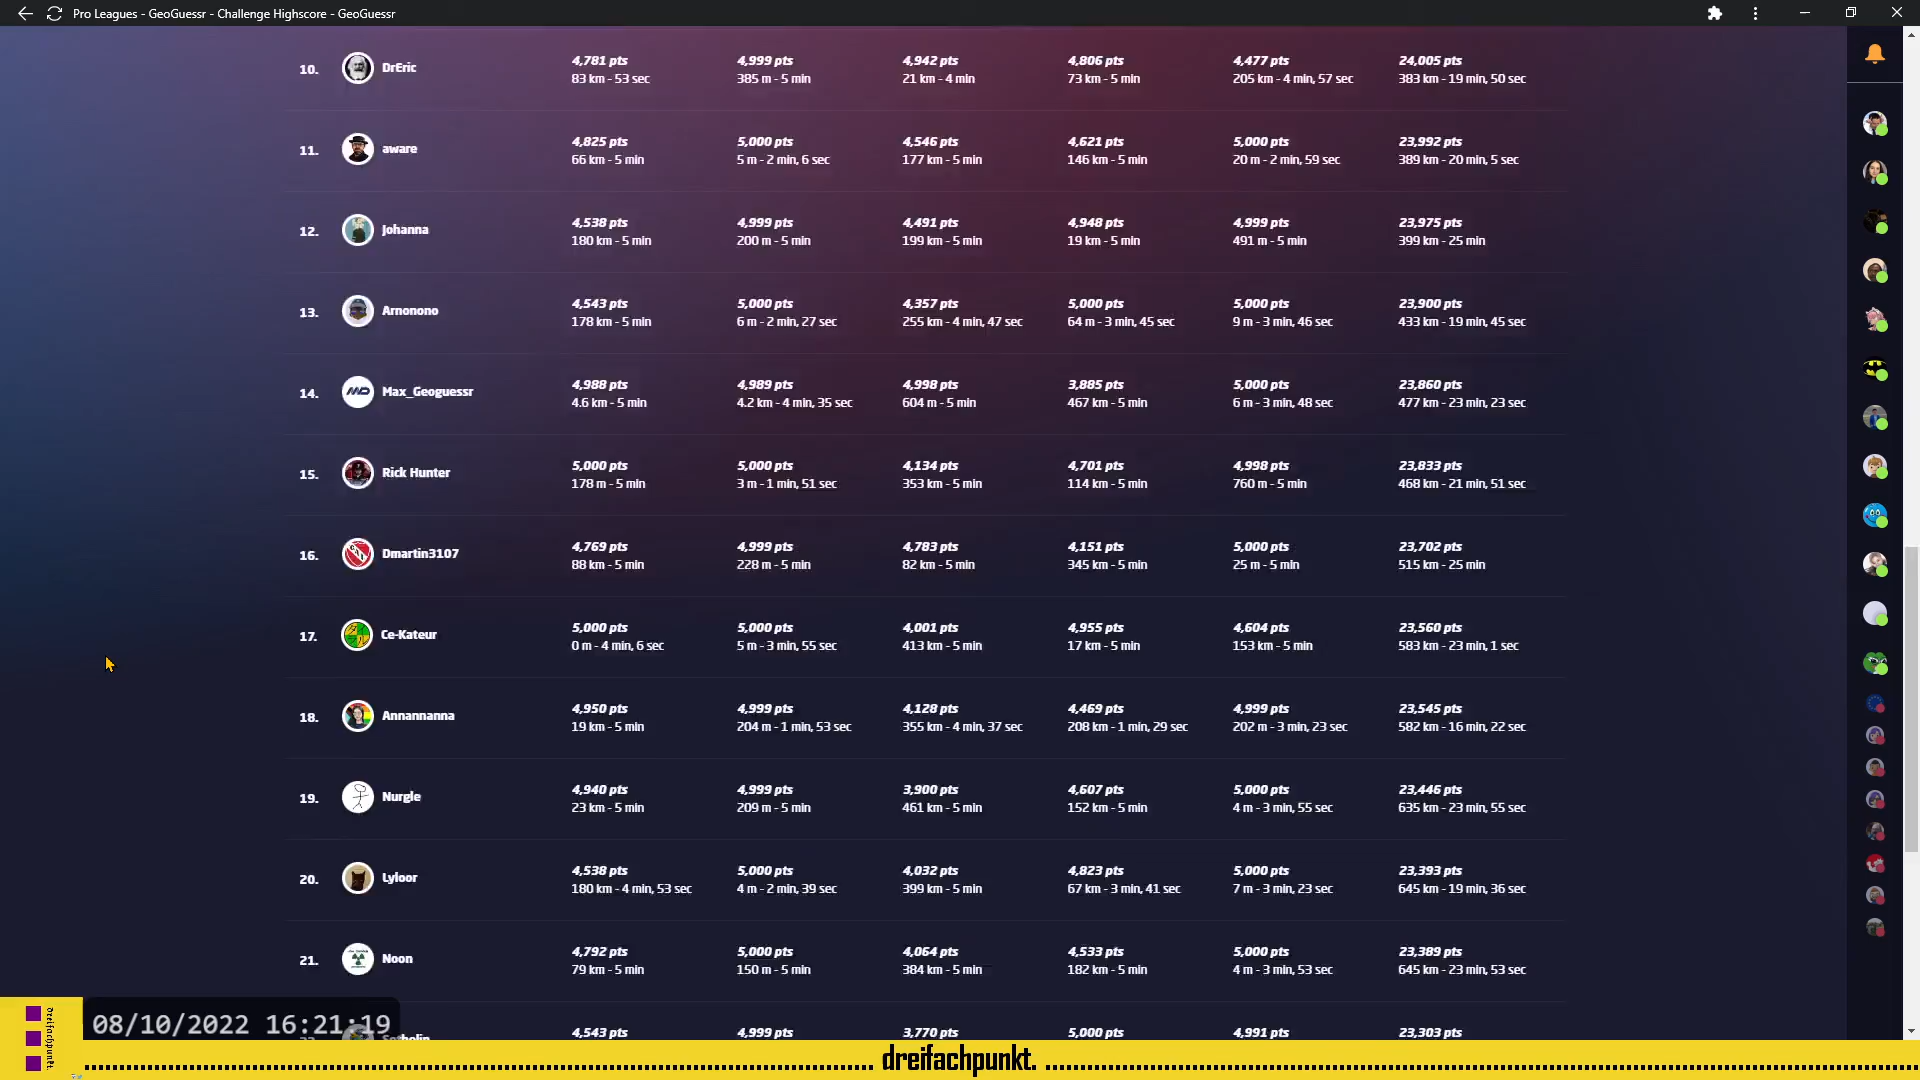 Pro Leagues - GeoGuessr - Challenge Highscore - GeoGuessr
10. DrEric 4,781 pts 4,999 pts 4,942 pts 4,806 pts 4,477 pts 24,005 pts
83 km - 53 sec 385 m - 5 min 21 km - 4 min 73 km - 5 min 205 km - 4 min, 57 sec 383 km - 19 min, 50 sec
11. aware 4,825 pts 5,000 pts 4,546 pts 4,621 pts 5,000 pts 23,992 pts
66 km - 5 min 5 m - 2 min, 6 sec 177 km - 5 min 146 km - 5 min 20 m - 2 min, 59 sec 389 km - 20 min, 5 sec
12. Johanna 4,538 pts 4,999 pts 4,491 pts 4,948 pts 4,999 pts 23,975 pts
180 km - 5 min 200 m - 5 min 199 km - 5 min 19 km - 5 min 491 m - 5 min 399 km - 25 min
13. Arnonono 4,543 pts 5,000 pts 4,357 pts 5,000 pts 5,000 pts 23,900 pts
178 km - 5 min 6 m - 2 min, 27 sec 255 km - 4 min, 47 sec 64 m - 3 min, 45 sec 9 m - 3 min, 46 sec 433 km - 19 min, 45 sec
14. Max_Geoguessr 4,988 pts 4,989 pts 4,998 pts 3,885 pts 5,000 pts 23,860 pts
4.6 km - 5 min 4.2 km - 4 min, 35 sec 604 m - 5 min 467 km - 5 min 6 m - 3 min, 48 sec 477 km - 23 min, 23 sec
15. Rick Hunter 5,000 pts 5,000 pts 4,134 pts 4,701 pts 4,998 pts 23,833 pts
178 m - 5 min 3 m - 1 min, 51 sec 353 km - 5 min 114 km - 5 min 760 m - 5 min 468 km - 21 min, 51 sec
16. Dmartin3107 4,769 pts 4,999 pts 4,783 pts 4,151 pts 5,000 pts 23,702 pts
88 km - 5 min 228 m - 5 min 82 km - 5 min 345 km - 5 min 25 m - 5 min 515 km - 25 min
17. Ce-Kateur 5,000 pts 5,000 pts 4,001 pts 4,955 pts 4,604 pts 23,560 pts
0 m - 4 min, 6 sec 5 m - 3 min, 55 sec 413 km - 5 min 17 km - 5 min 153 km - 5 min 583 km - 23 min, 1 sec
18. Annannanna 4,950 pts 4,999 pts 4,128 pts 4,469 pts 4,999 pts 23,545 pts
19 km - 5 min 204 m - 1 min, 53 sec 355 km - 4 min, 37 sec 208 km - 1 min, 29 sec 202 m - 3 min, 23 sec 582 km - 16 min, 22 sec
19. Nurgle 4,940 pts 4,999 pts 3,900 pts 4,607 pts 5,000 pts 23,446 pts
23 km - 5 min 209 m - 5 min 461 km - 5 min 152 km - 5 min 4 m - 3 min, 55 sec 635 km - 23 min, 55 sec
20. Lyloor 4,538 pts 5,000 pts 4,032 pts 4,823 pts 5,000 pts 23,393 pts
180 km - 4 min, 53 sec 4 m - 2 min, 39 sec 399 km - 5 min 67 km - 3 min, 41 sec 7 m - 3 min, 23 sec 645 km - 19 min, 36 sec
21. Noon 4,792 pts 5,000 pts 4,064 pts 4,533 pts 5,000 pts 23,389 pts
79 km - 5 min 150 m - 5 min 384 km - 5 min 182 km - 5 min 4 m - 3 min, 53 sec 645 km - 23 min, 53 sec
4,543 pts 4,999 pts 3,770 pts 5,000 pts 4,991 pts 23,303 pts
08/10/2022 16:21:19
dreifachpunkt.
dreifachpunkt.